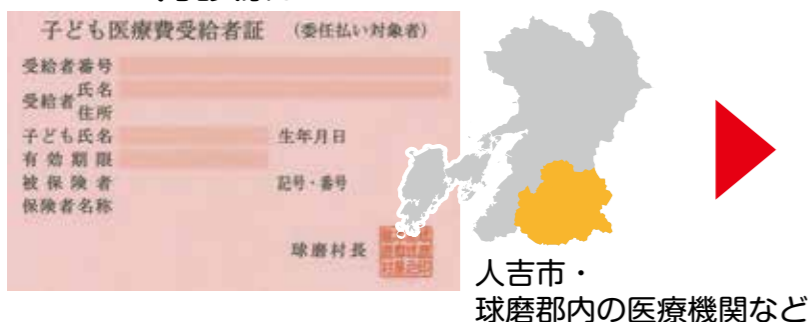 子ども医療費受給者証 (委任払い対象者)
受給者番号
受給者 氏名
住所
子ども氏名 生年月日
有効期限
被保険者 記号・番号
保険者名称
球磨村長
人吉市・
球磨郡内の医療機関など